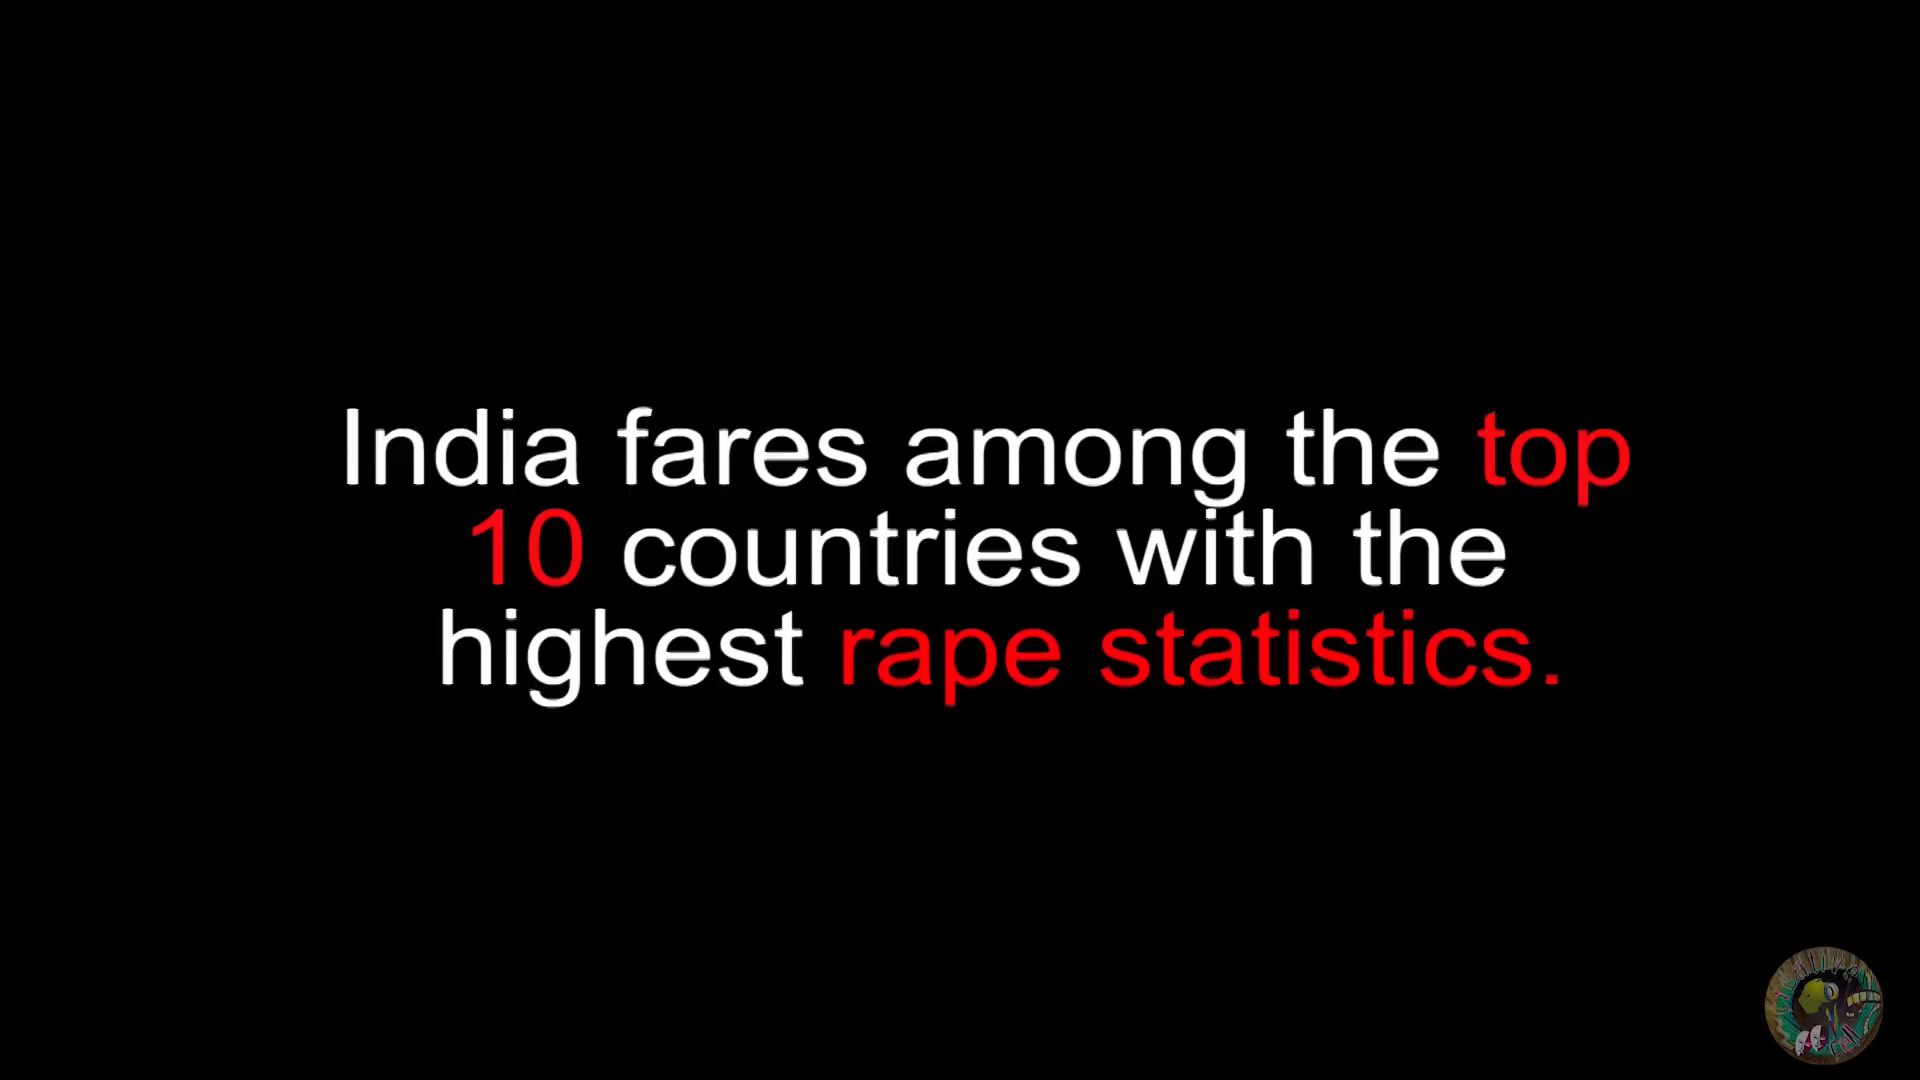 India fares among the top
10 countries with the
highest rape statistics.